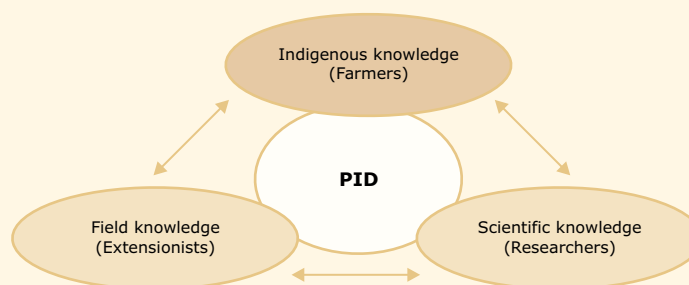 Indigenous knowledge
(Farmers)
PID
Field knowledge
(Extensionists)
Scientific knowledge
(Researchers)